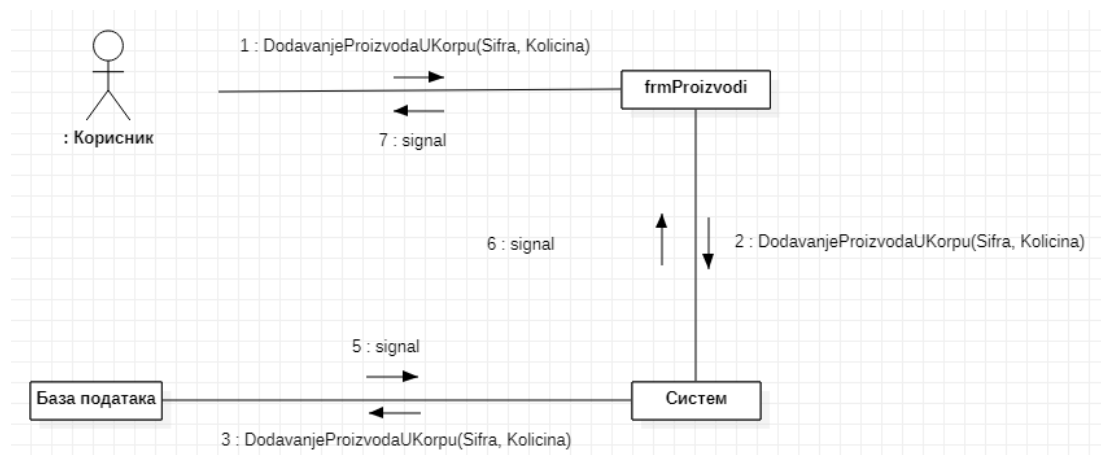 1 : DodavanjeProizvodaUKorpu(Sifra, Kolicina)
frmProizvodi
: Корисник
7 : signal
6 : signal
2 : DodavanjeProizvodaUKorpu(Sifra, Kolicina)
5 : signal
База података
Систем
3 : DodavanjeProizvodaUKorpu(Sifra, Kolicina)